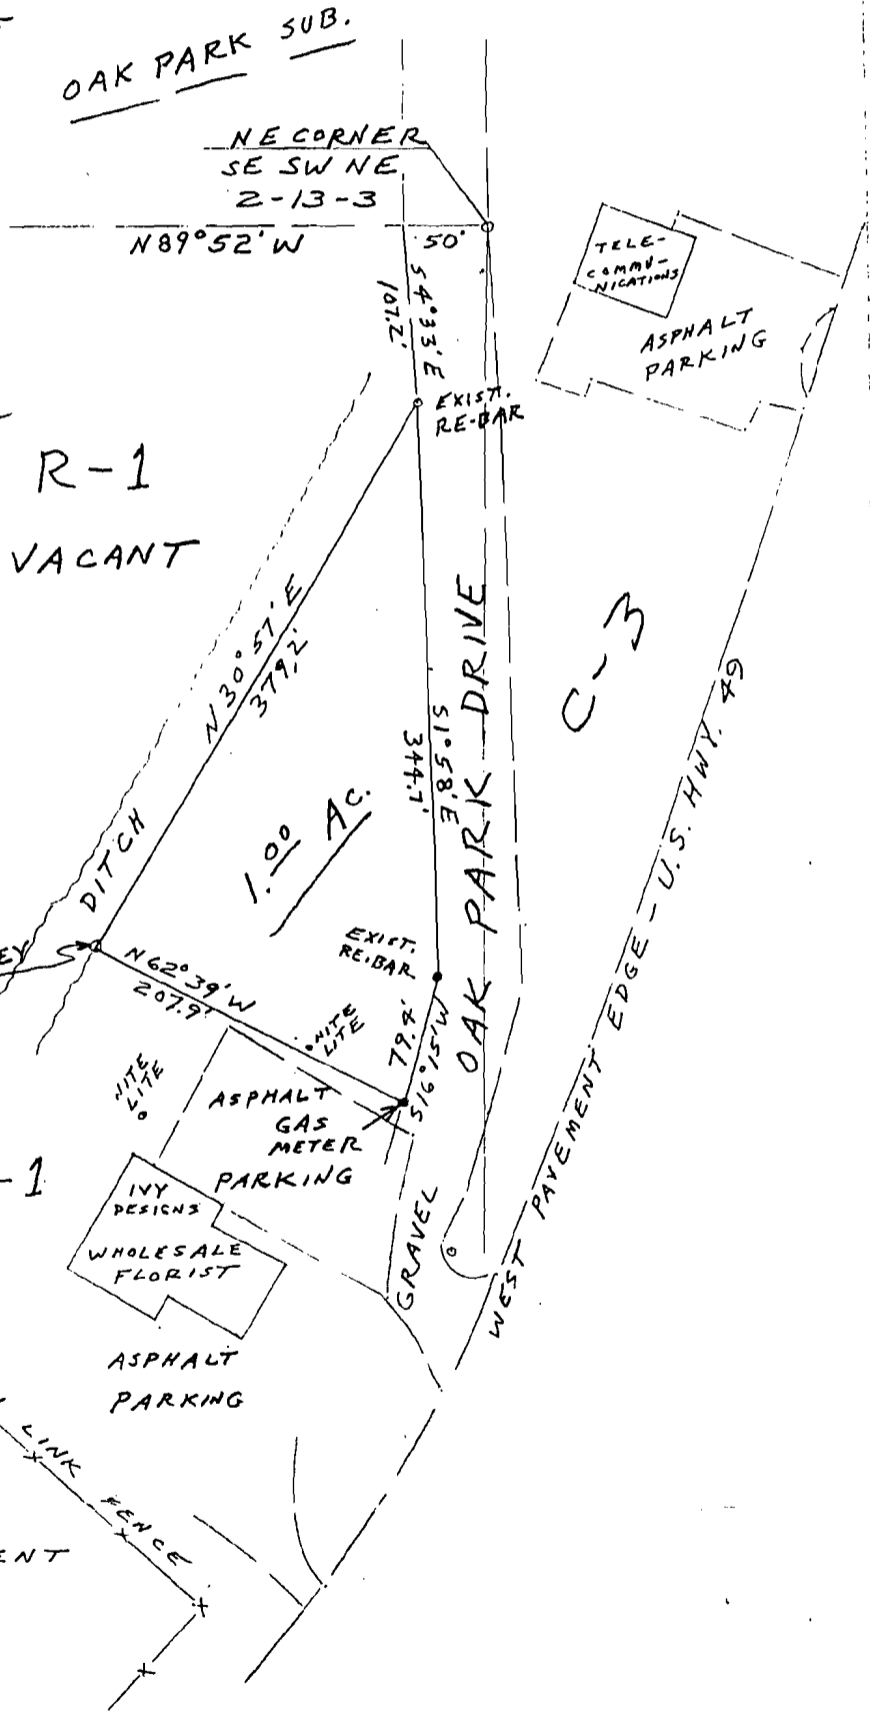 OAK PARK SUB.
NE CORNER
SE SW NE
2-13-3
N89°52'W
50'
S4°33'E
107.2'
TELE-
COMMU-
NICATIONS
ASPHALT
PARKING
EXIST.
RE-BAR
R-1
VACANT
N30°57'E
379.2'
C-3
S1°58'E
344.7'
OAK PARK DRIVE
1.00 Ac.
DITCH
WEST PAVEMENT EDGE - U.S. HWY. 49
EXIST.
RE-BAR
N62°39'W
207.9'
NITE
LITE
79.4'
S16°15'W
NITE
LITE
ASPHALT
GAS
METER
PARKING
-1
IVY
DESIGNS
WHOLESALE
FLORIST
GRAVEL
ASPHALT
PARKING
LINK FENCE
ENT